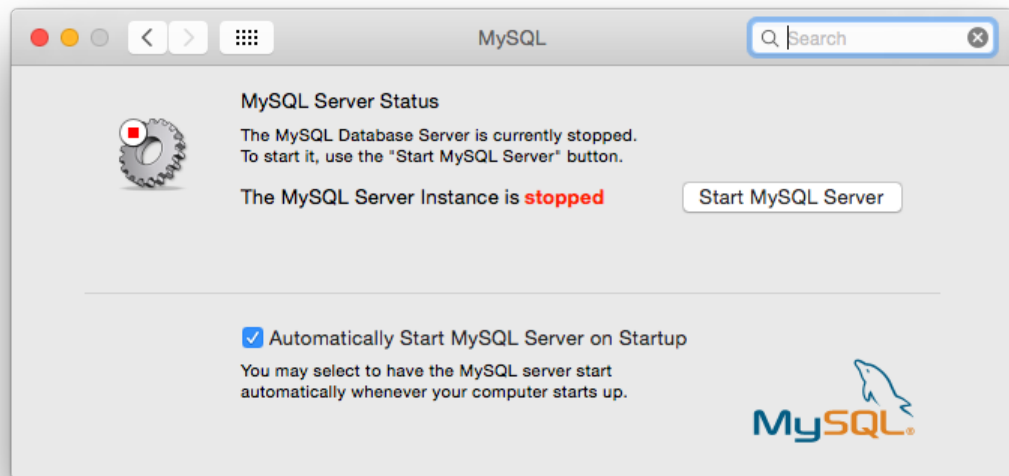 MySQL
Search
MySQL Server Status
The MySQL Database Server is currently stopped.
To start it, use the "Start MySQL Server" button.
The MySQL Server Instance is stopped
Start MySQL Server
Automatically Start MySQL Server on Startup
You may select to have the MySQL server start
automatically whenever your computer starts up.
MySQL®